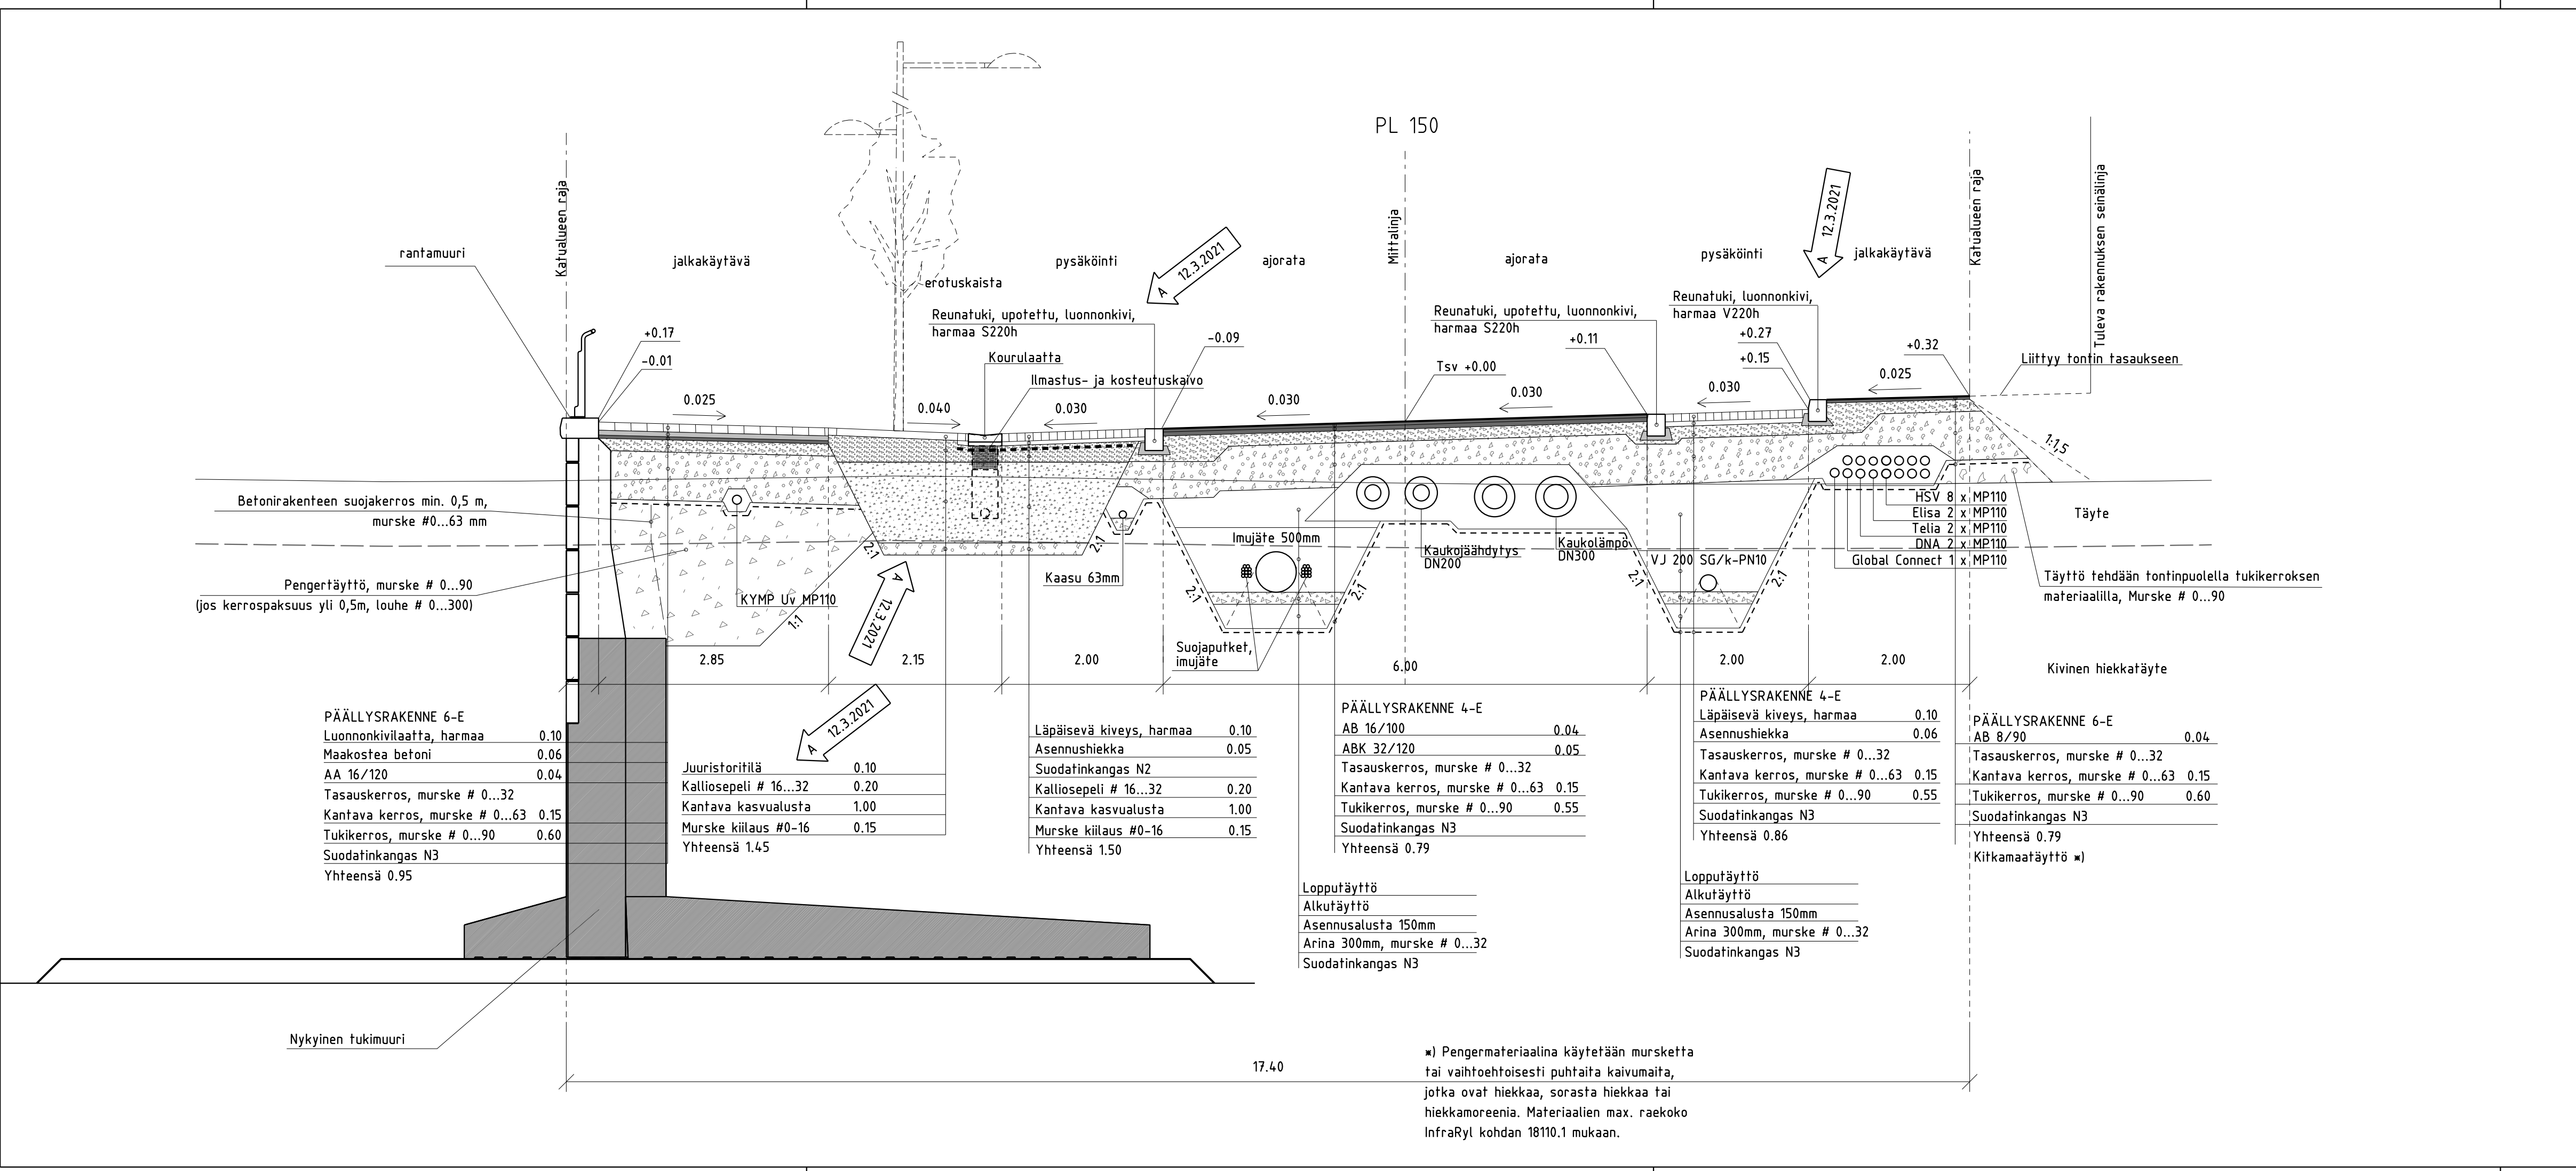 PL 150
Katualueen raja
Mittalinja
Katualueen raja
Tuleva rakennuksen seinälinja
A 12.3.2021
A 12.3.2021
rantamuuri
jalkakäytävä
erotuskaista
pysäköinti
ajorata
ajorata
pysäköinti
jalkakäytävä
Reunatuki, upotettu, luonnonkivi,
harmaa S220h
Reunatuki, upotettu, luonnonkivi,
harmaa S220h
Reunatuki, luonnonkivi,
harmaa V220h
+0.17
-0.01
Kourulaatta
Ilmastus- ja kosteutuskaivo
-0.09
Tsv +0.00
+0.11
+0.27
+0.15
+0.32
Liittyy tontin tasaukseen
0.025
0.040
0.030
0.030
0.030
0.030
0.025
1:1,5
Betonirakenteen suojakerros min. 0,5 m,
murske #0...63 mm
Pengertäyttö, murske # 0...90
(jos kerrospaksuus yli 0,5m, louhe # 0...300)
KYMP Uv MP110
1:1
2:1
2:1
Kaasu 63mm
2:1
Imujäte 500mm
2:1
Suojaputket,
imujäte
Kaukojäähdytys
DN200
Kaukolämpö
DN300
2:1
VJ 200 SG/k-PN10
2:1
HSV 8 x MP110
Elisa 2 x MP110
Telia 2 x MP110
DNA 2 x MP110
Global Connect 1 x MP110
Täyte
Täyttö tehdään tontinpuolella tukikerroksen
materiaalilla, Murske # 0...90
Kivinen hiekkatäyte
A 12.3.2021
A 12.3.2021
2.85
2.15
2.00
6.00
2.00
2.00
PÄÄLLYSRAKENNE 6-E
Luonnonkivilaatta, harmaa 0.10
Maakostea betoni 0.06
AA 16/120 0.04
Tasauskerros, murske # 0...32
Kantava kerros, murske # 0...63 0.15
Tukikerros, murske # 0...90 0.60
Suodatinkangas N3
Yhteensä 0.95
Juuristoritilä 0.10
Kalliosepeli # 16...32 0.20
Kantava kasvualusta 1.00
Murske kiilaus #0-16 0.15
Yhteensä 1.45
Läpäisevä kiveys, harmaa 0.10
Asennushiekka 0.05
Suodatinkangas N2
Kalliosepeli # 16...32 0.20
Kantava kasvualusta 1.00
Murske kiilaus #0-16 0.15
Yhteensä 1.50
PÄÄLLYSRAKENNE 4-E
AB 16/100 0.04
ABK 32/120 0.05
Tasauskerros, murske # 0...32
Kantava kerros, murske # 0...63 0.15
Tukikerros, murske # 0...90 0.55
Suodatinkangas N3
Yhteensä 0.79
PÄÄLLYSRAKENNE 4-E
Läpäisevä kiveys, harmaa 0.10
Asennushiekka 0.06
Tasauskerros, murske # 0...32
Kantava kerros, murske # 0...63 0.15
Tukikerros, murske # 0...90 0.55
Suodatinkangas N3
Yhteensä 0.86
PÄÄLLYSRAKENNE 6-E
AB 8/90 0.04
Tasauskerros, murske # 0...32
Kantava kerros, murske # 0...63 0.15
Tukikerros, murske # 0...90 0.60
Suodatinkangas N3
Yhteensä 0.79
Kitkamaatäyttö *)
Lopputäyttö
Alkutäyttö
Asennusalusta 150mm
Arina 300mm, murske # 0...32
Suodatinkangas N3
Lopputäyttö
Alkutäyttö
Asennusalusta 150mm
Arina 300mm, murske # 0...32
Suodatinkangas N3
Nykyinen tukimuuri
17.40
*) Pengermateriaalina käytetään mursketta
tai vaihtoehtoisesti puhtaita kaivumaita,
jotka ovat hiekkaa, sorasta hiekkaa tai
hiekkamoreenia. Materiaalien max. raekoko
InfraRyl kohdan 18110.1 mukaan.